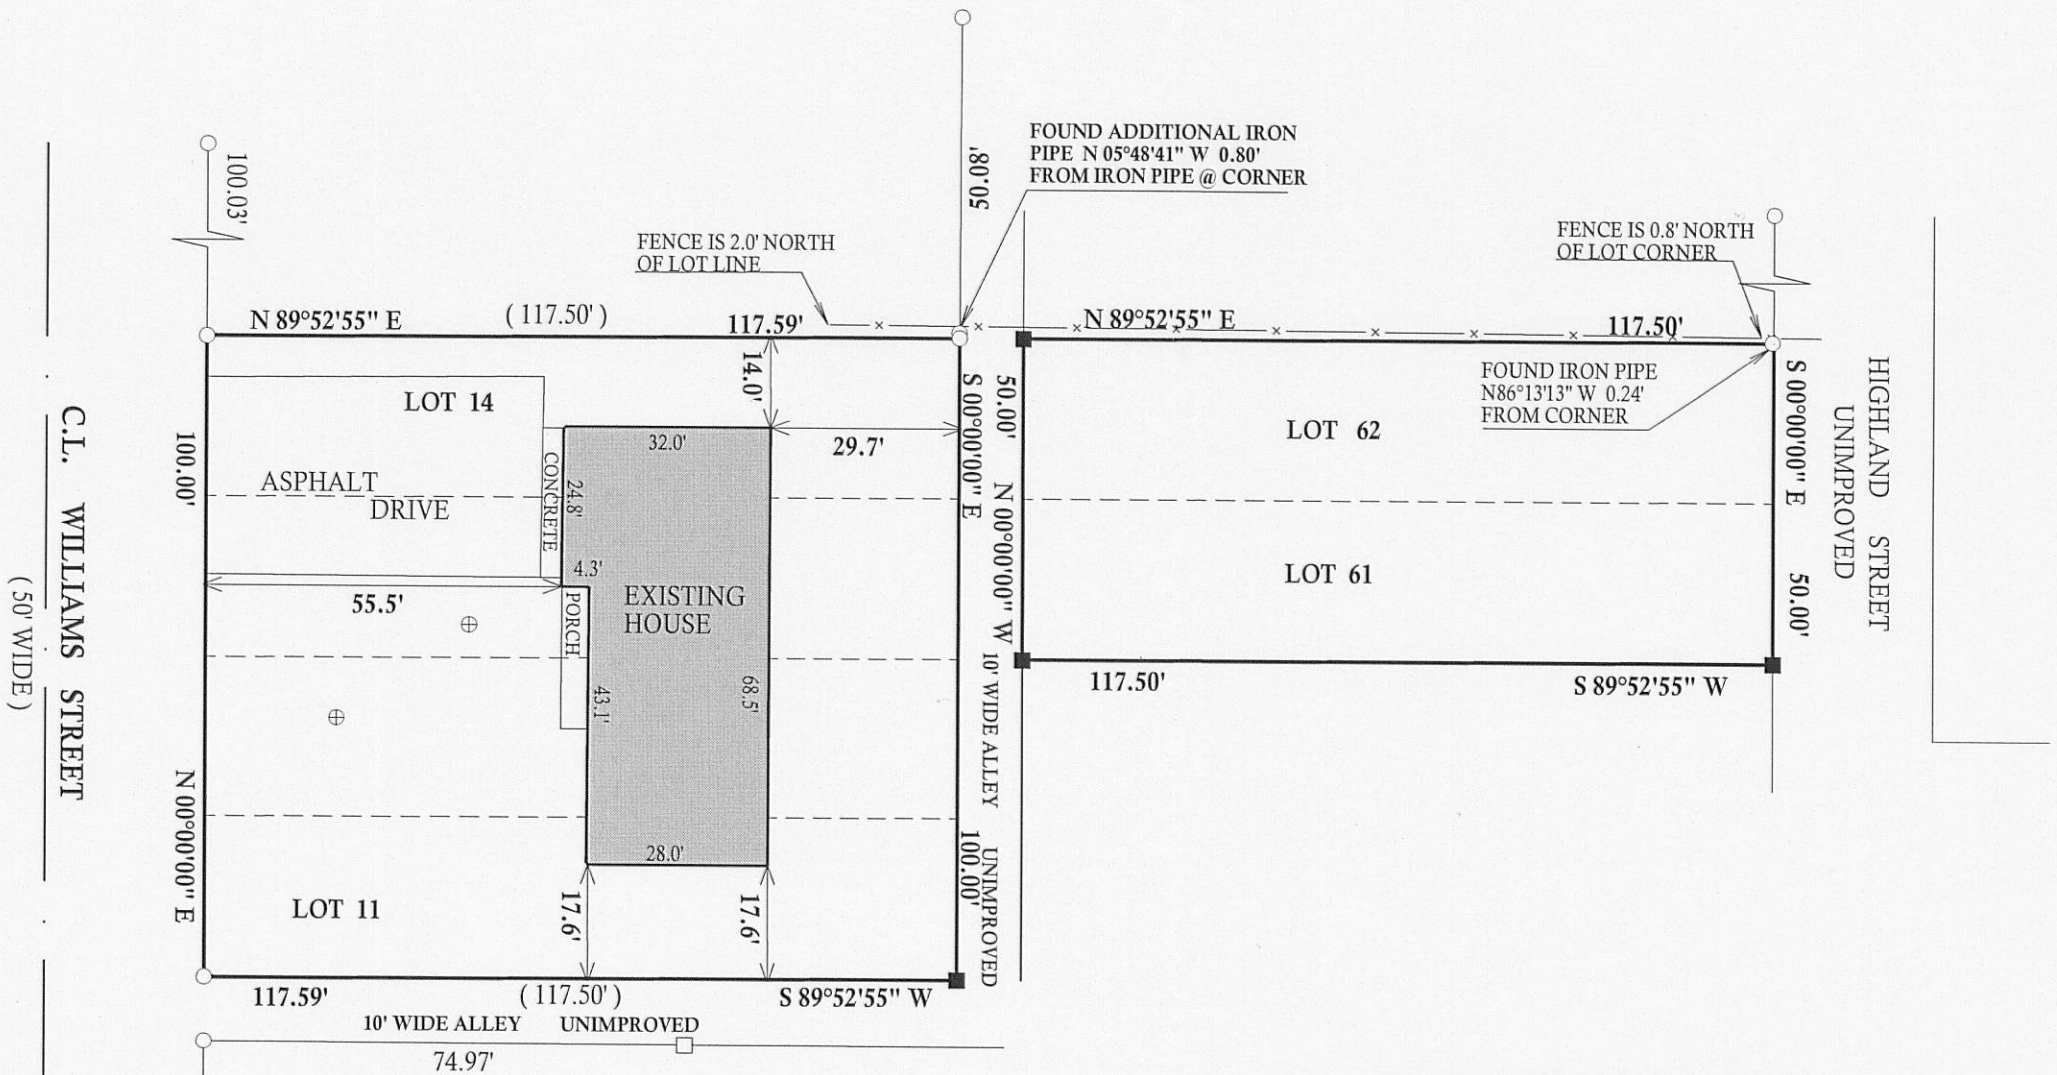 FOUND ADDITIONAL IRON
PIPE N 05°48'41" W 0.80'
FROM IRON PIPE @ CORNER
50.08'
100.03'
FENCE IS 2.0' NORTH
OF LOT LINE
FENCE IS 0.8' NORTH
OF LOT CORNER
N 89°52'55" E
( 117.50' )
117.59'
N 89°52'55" E
117.50'
14.0'
29.7'
32.0'
LOT 14
ASPHALT
DRIVE
CONCRETE
24.8'
4.3'
PORCH
EXISTING
HOUSE
43.1'
68.5'
28.0'
55.5'
17.6'
17.6'
LOT 11
100.00'
N 00°00'00" E
C.L. WILLIAMS STREET
( 50' WIDE )
S 00°00'00" E
100.00'
50.00'
N 00°00'00" W
10' WIDE ALLEY UNIMPROVED
FOUND IRON PIPE
N86°13'13" W 0.24'
FROM CORNER
LOT 62
LOT 61
S 00°00'00" E
50.00'
HIGHLAND STREET
UNIMPROVED
117.50'
S 89°52'55" W
117.59'
( 117.50' )
S 89°52'55" W
10' WIDE ALLEY UNIMPROVED
74.97'